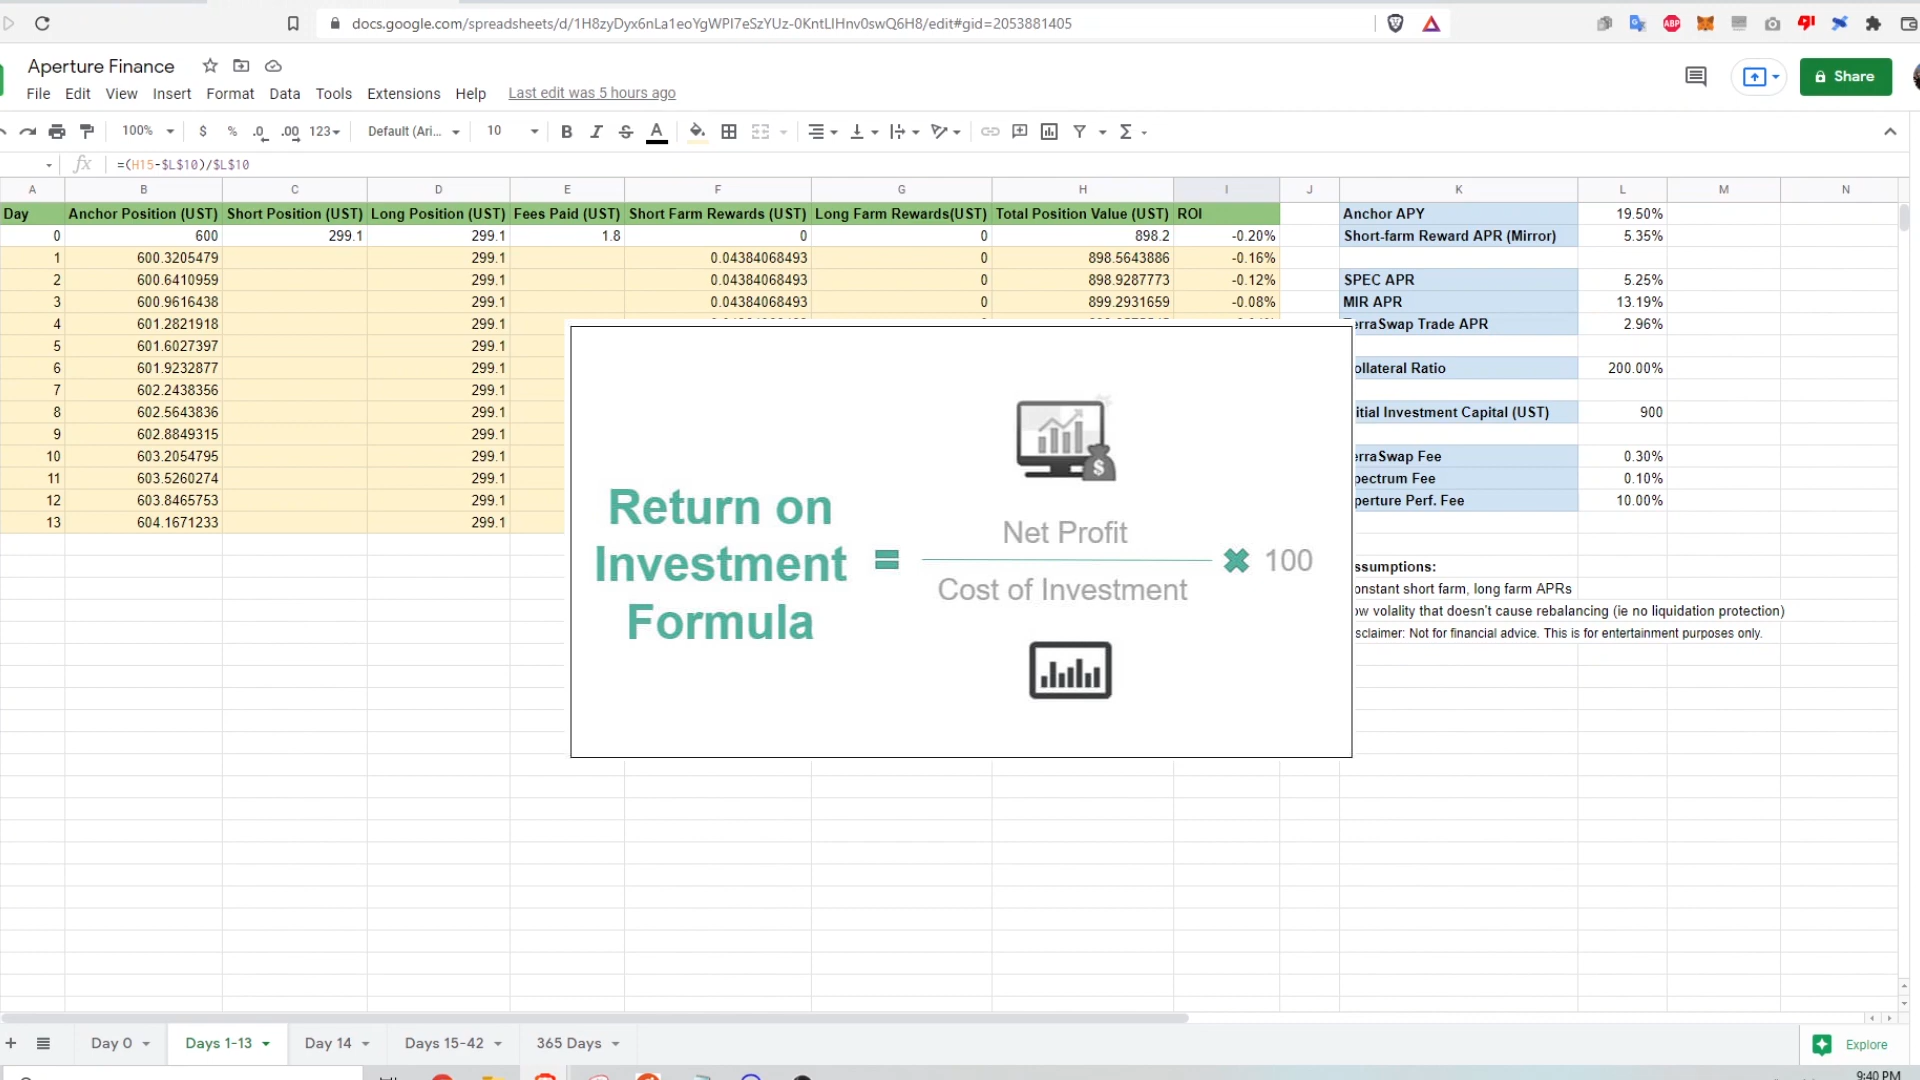 docs.google.com/spreadsheets/d/1H8zyDyx6nLa1eoYgWPI7eSzYUz-0KntLIHnv0swQ6H8/edit#gid=2053881405
ABP
Aperture Finance
Share
File Edit View Insert Format Data Tools Extensions Help Last edit was 5 hours ago
100% $ % .0 .00 123 Default (Ari... 10 B I S A Σ
fx =(H15-$L$10)/$L$10
A B C D E F G H I J K L M N
Day Anchor Position (UST) Short Position (UST) Long Position (UST) Fees Paid (UST) Short Farm Rewards (UST) Long Farm Rewards(UST) Total Position Value (UST) ROI Anchor APY 19.50%
0 600 299.1 299.1 1.8 0 0 898.2 -0.20% Short-farm Reward APR (Mirror) 5.35%
1 600.3205479 299.1 0.04384068493 0 898.5643886 -0.16%
2 600.6410959 299.1 0.04384068493 0 898.9287773 -0.12% SPEC APR 5.25%
3 600.9616438 299.1 0.04384068493 0 899.2931659 -0.08% MIR APR 13.19%
4 601.2821918 299.1 erraSwap Trade APR 2.96%
5 601.6027397 299.1
6 601.9232877 299.1 ollateral Ratio 200.00%
7 602.2438356 299.1
8 602.5643836 299.1 itial Investment Capital (UST) 900
9 602.8849315 299.1
10 603.2054795 299.1 erraSwap Fee 0.30%
11 603.5260274 299.1 pectrum Fee 0.10%
12 603.8465753 299.1 perture Perf. Fee 10.00%
13 604.1671233 299.1
Return on
Investment
Formula
=
Net Profit
Cost of Investment
× 100
$
ssumptions:
onstant short farm, long farm APRs
ow volality that doesn't cause rebalancing (ie no liquidation protection)
sclaimer: Not for financial advice. This is for entertainment purposes only.
+ Day 0 Days 1-13 Day 14 Days 15-42 365 Days Explore
9:40 PM